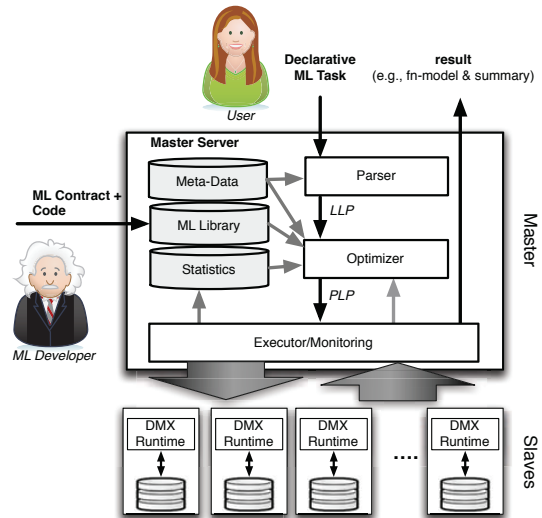 User
Declarative
ML Task
result
(e.g., fn-model & summary)
Master Server
Meta-Data
Parser
ML Contract +
Code
LLP
ML Library
Optimizer
Statistics
PLP
Executor/Monitoring
Master
ML Developer
DMX
Runtime
DMX
Runtime
DMX
Runtime
....
DMX
Runtime
Slaves